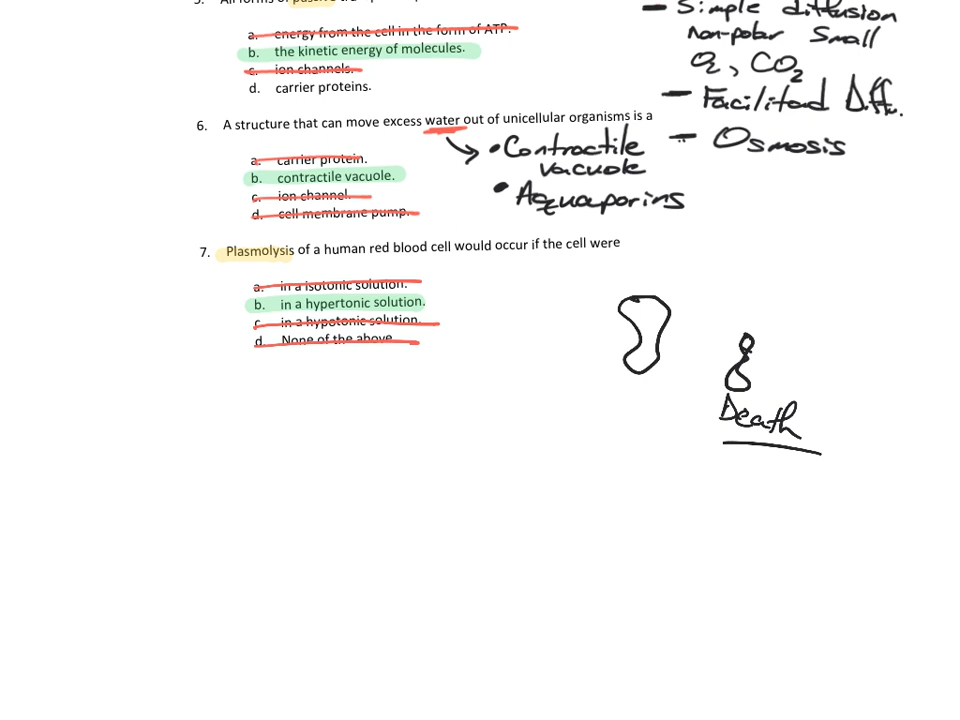 a. energy from the cell in the form of ATP.
b. the kinetic energy of molecules.
c. ion channels.
d. carrier proteins.
6. A structure that can move excess water out of unicellular organisms is a
a. carrier protein.
b. contractile vacuole.
c. ion channel.
d. cell membrane pump.
7. Plasmolysis of a human red blood cell would occur if the cell were
a. in a isotonic solution.
b. in a hypertonic solution.
c. in a hypotonic solution.
d. None of the above
– Simple diffusion
Non-polar Small
O2, CO2
– Facilitard Diff.
– Osmosis
• Contractile
Vacuole
• Aquaporins
Death